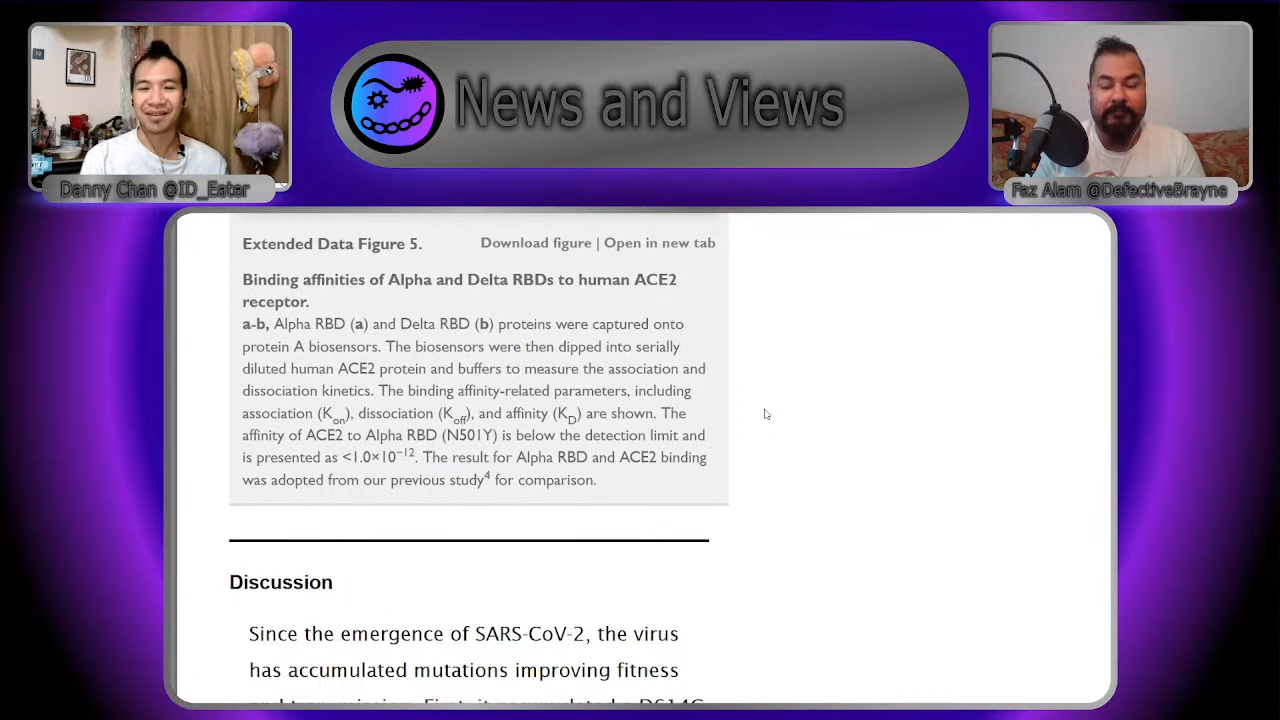 News and Views
Danny Chan @ID_Eater
Faz Alam @DefectiveBrayne
Extended Data Figure 5.
Download figure | Open in new tab
Binding affinities of Alpha and Delta RBDs to human ACE2
receptor.
a-b, Alpha RBD (a) and Delta RBD (b) proteins were captured onto
protein A biosensors. The biosensors were then dipped into serially
diluted human ACE2 protein and buffers to measure the association and
dissociation kinetics. The binding affinity-related parameters, including
association (Kon), dissociation (Koff), and affinity (KD) are shown. The
affinity of ACE2 to Alpha RBD (N501Y) is below the detection limit and
is presented as <1.0×10−12. The result for Alpha RBD and ACE2 binding
was adopted from our previous study4 for comparison.
Discussion
Since the emergence of SARS-CoV-2, the virus
has accumulated mutations improving fitness